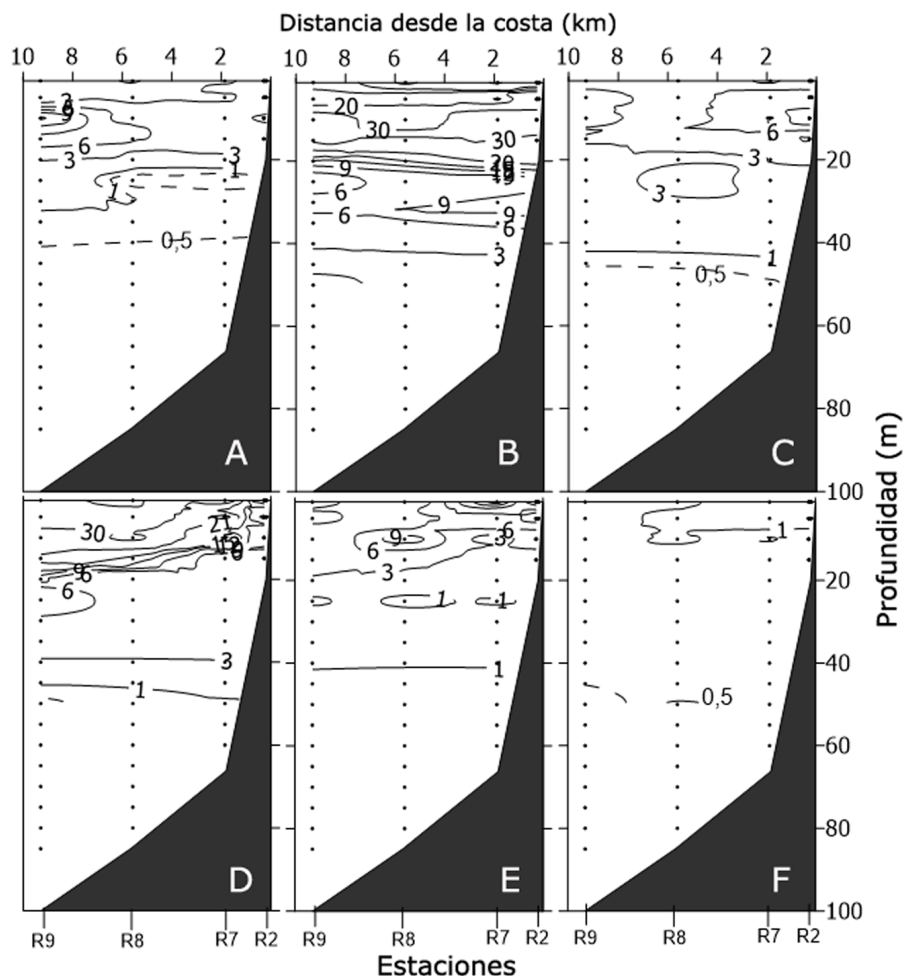 Distancia desde la costa (km)
10 8 6 4 2 10 8 6 4 2 10 8 6 4 2
3 9 6 3 3 1 1 0,5 A
20 30 30 20 9 6 6 9 9 6 3 B
6 3 3 1 0,5 C
20
40
60
80
100
30 21 12 9 6 6 3 1 D
9 6 6 3 3 1 1 1 E
1 0,5 F
20
40
60
80
100
Profundidad (m)
R9 R8 R7 R2 R9 R8 R7 R2 R9 R8 R7 R2
Estaciones